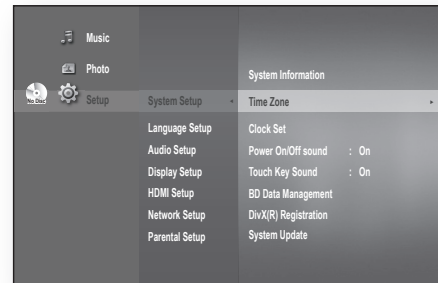 Music
Photo
No Disc
Setup
System Setup
Language Setup
Audio Setup
Display Setup
HDMI Setup
Network Setup
Parental Setup
System Information
Time Zone
Clock Set
Power On/Off sound : On
Touch Key Sound : On
BD Data Management
DivX(R) Registration
System Update